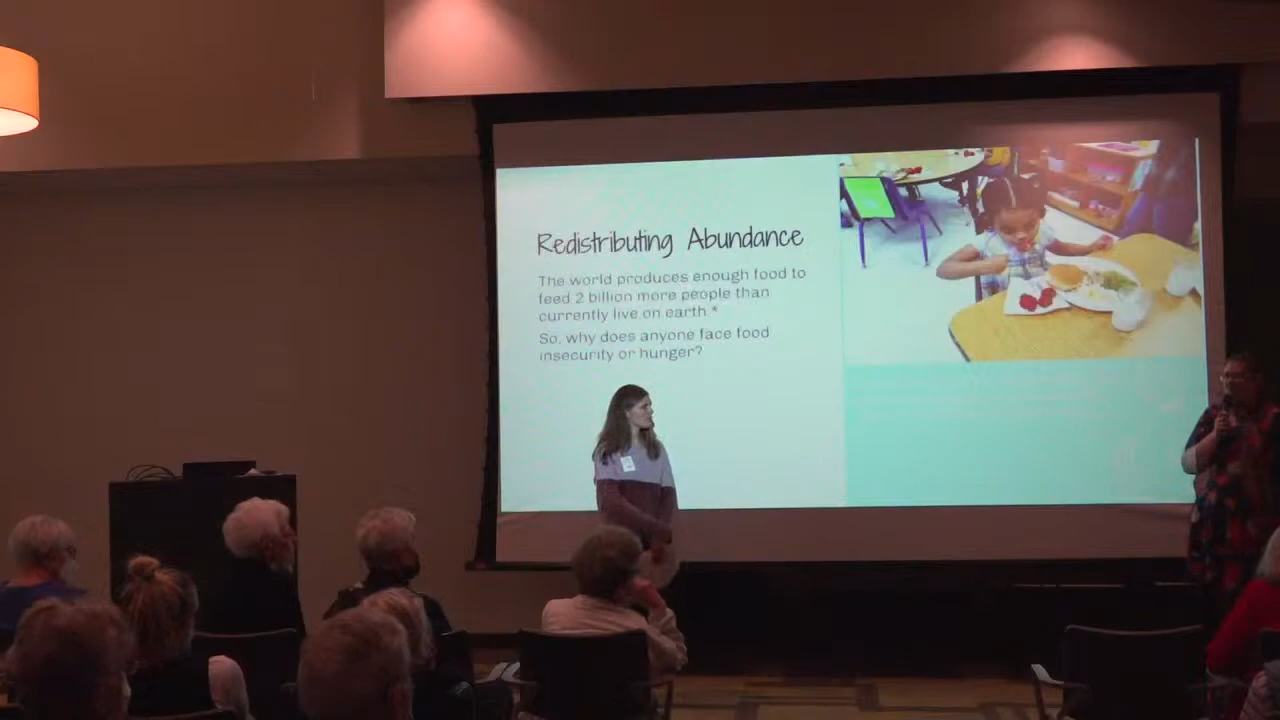 Redistributing Abundance
The world produces enough food to
feed 2 billion more people than
currently live on earth.*
So, why does anyone face food
insecurity or hunger?